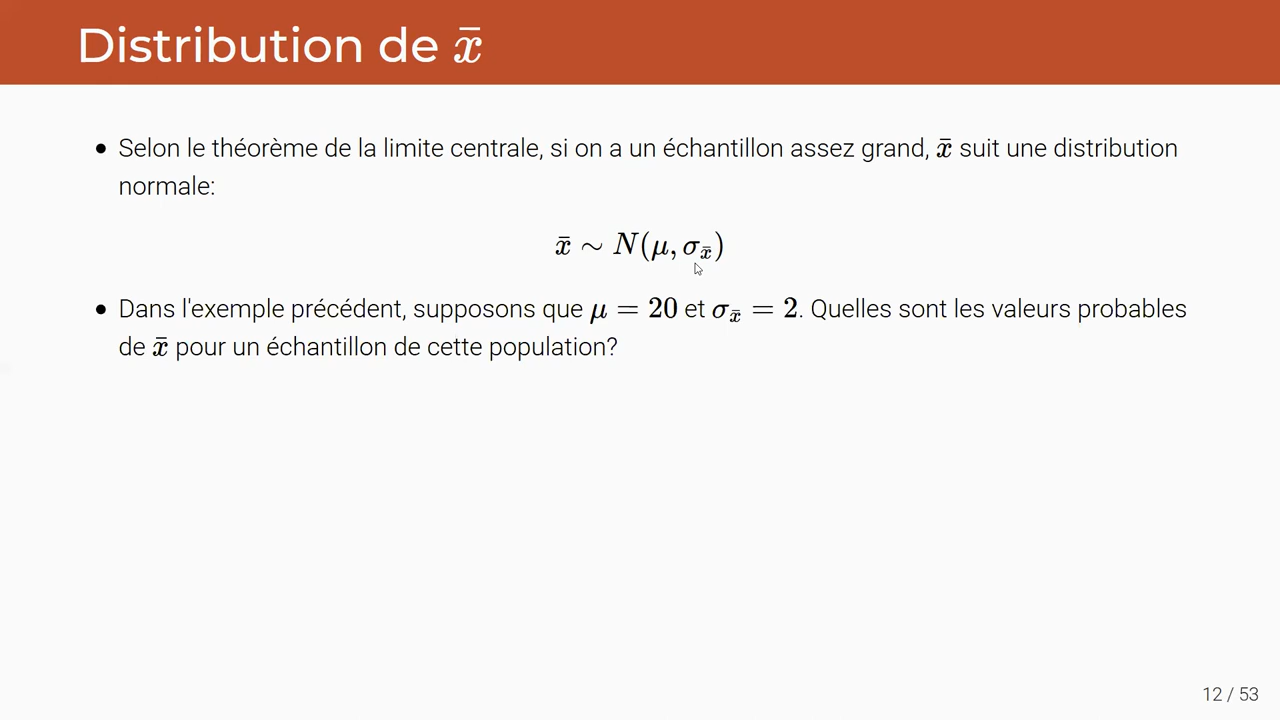 Distribution de x̄
• Selon le théorème de la limite centrale, si on a un échantillon assez grand, x̄ suit une distribution
normale:
x̄ ∼ N(μ, σ_x̄)
• Dans l'exemple précédent, supposons que μ = 20 et σ_x̄ = 2. Quelles sont les valeurs probables
de x̄ pour un échantillon de cette population?
12 / 53